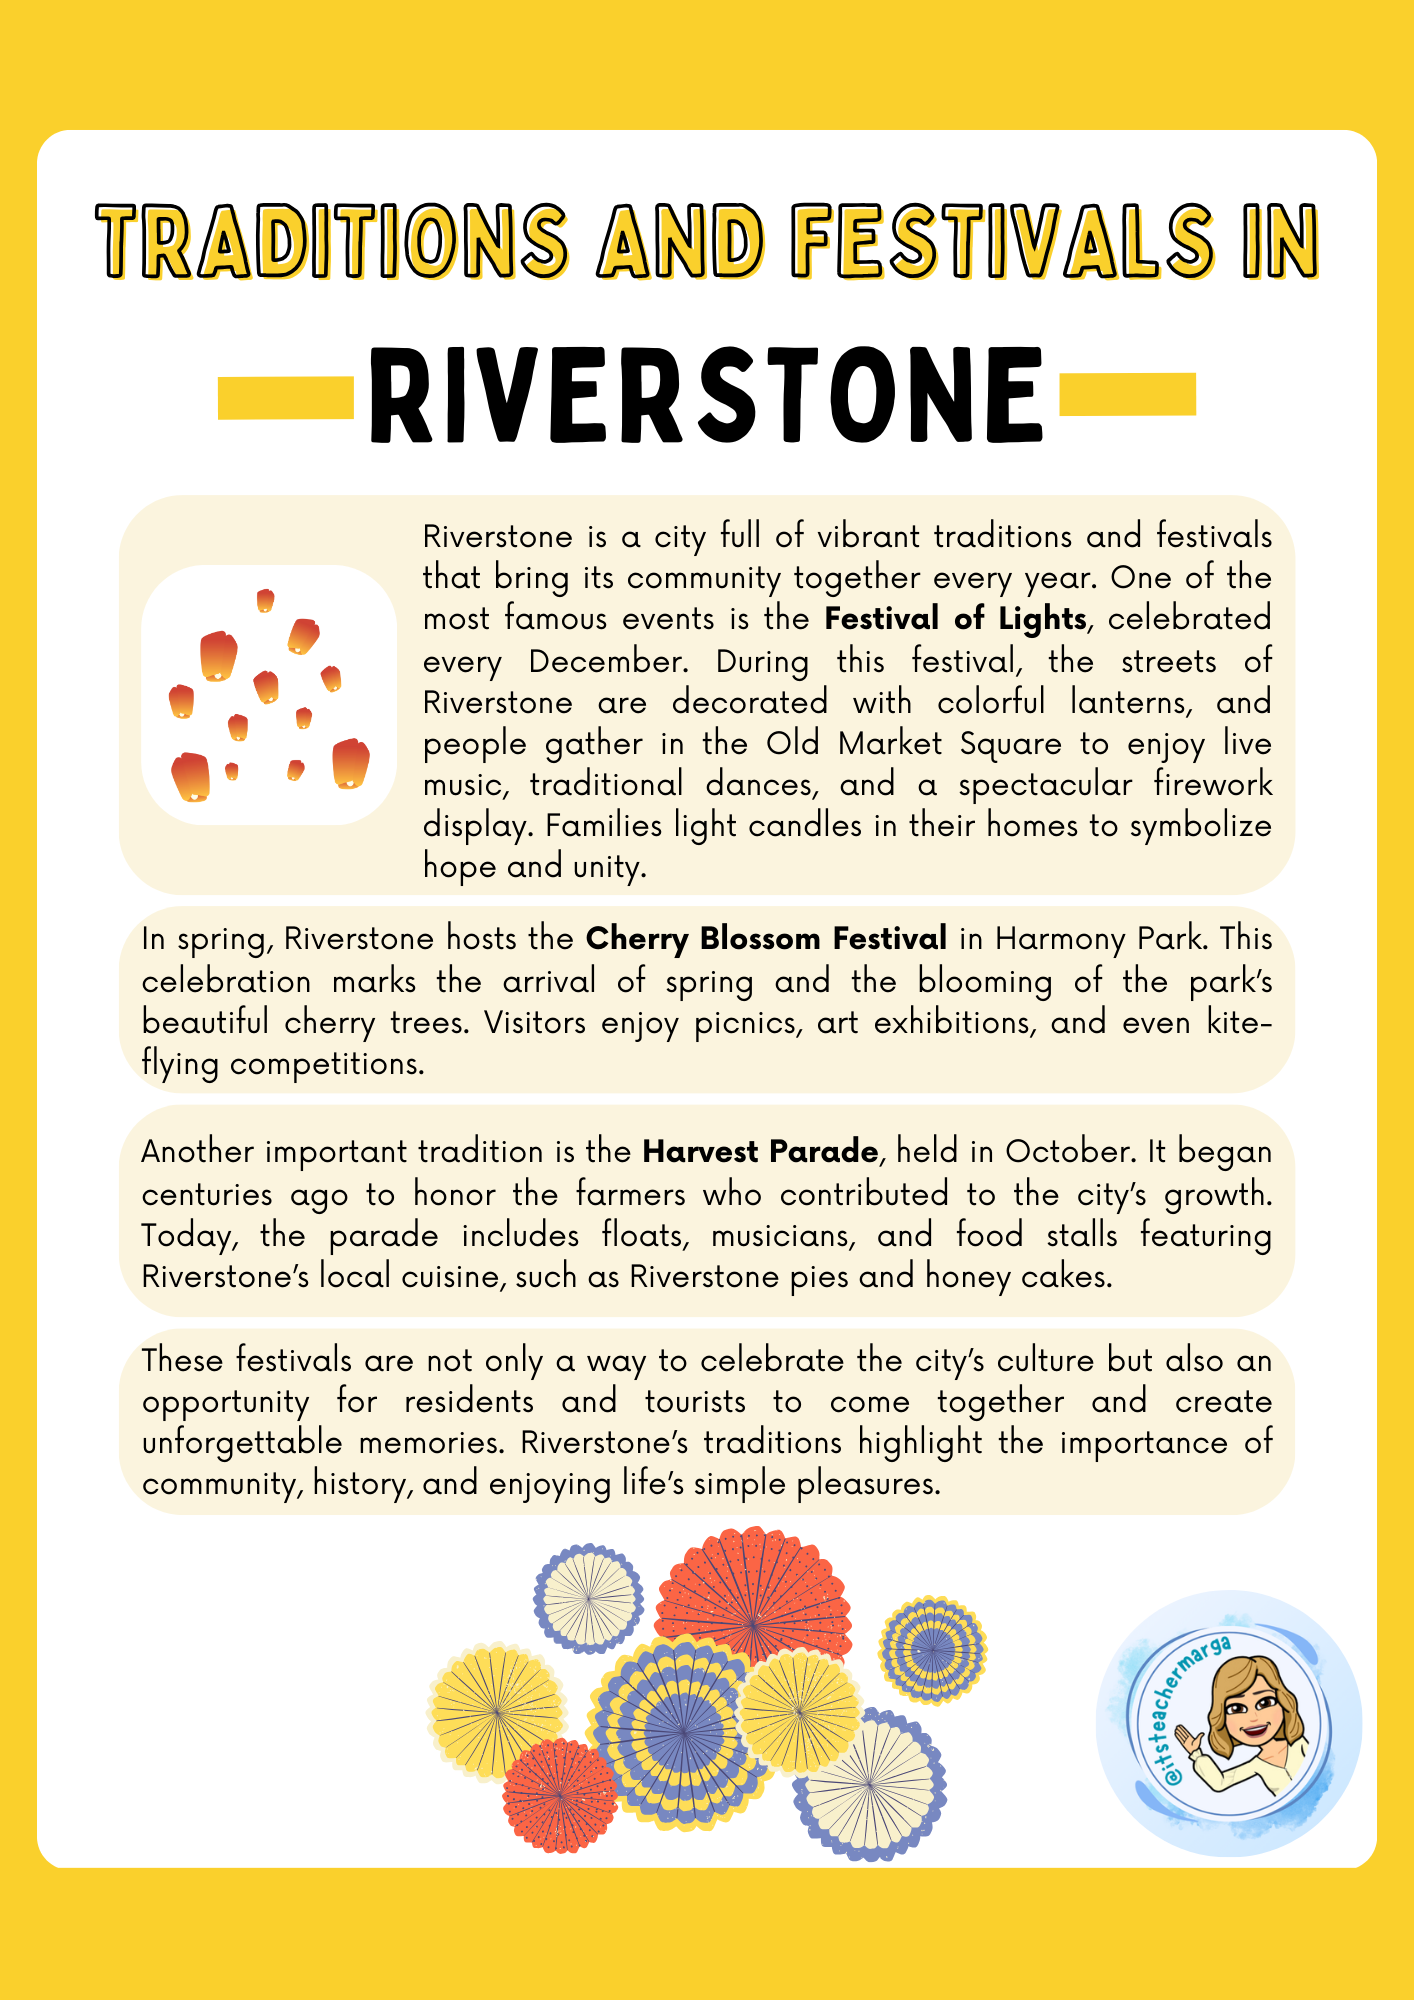 TRADITIONS AND FESTIVALS IN
RIVERSTONE
Riverstone is a city full of vibrant traditions and festivals
that bring its community together every year. One of the
most famous events is the Festival of Lights, celebrated
every December. During this festival, the streets of
Riverstone are decorated with colorful lanterns, and
people gather in the Old Market Square to enjoy live
music, traditional dances, and a spectacular firework
display. Families light candles in their homes to symbolize
hope and unity.
In spring, Riverstone hosts the Cherry Blossom Festival in Harmony Park. This
celebration marks the arrival of spring and the blooming of the park’s
beautiful cherry trees. Visitors enjoy picnics, art exhibitions, and even kite-
flying competitions.
Another important tradition is the Harvest Parade, held in October. It began
centuries ago to honor the farmers who contributed to the city’s growth.
Today, the parade includes floats, musicians, and food stalls featuring
Riverstone’s local cuisine, such as Riverstone pies and honey cakes.
These festivals are not only a way to celebrate the city’s culture but also an
opportunity for residents and tourists to come together and create
unforgettable memories. Riverstone’s traditions highlight the importance of
community, history, and enjoying life’s simple pleasures.
@itsteachermarga